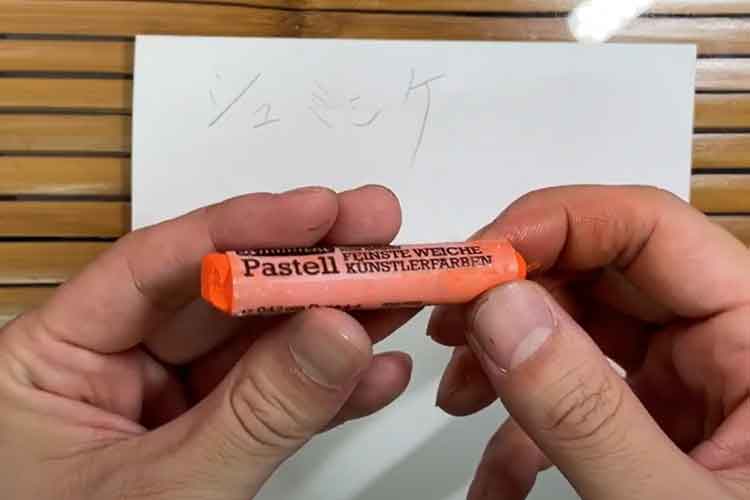 シュミンケ
Pastell
FEINSTE WEICHE
KÜNSTLERFARBEN